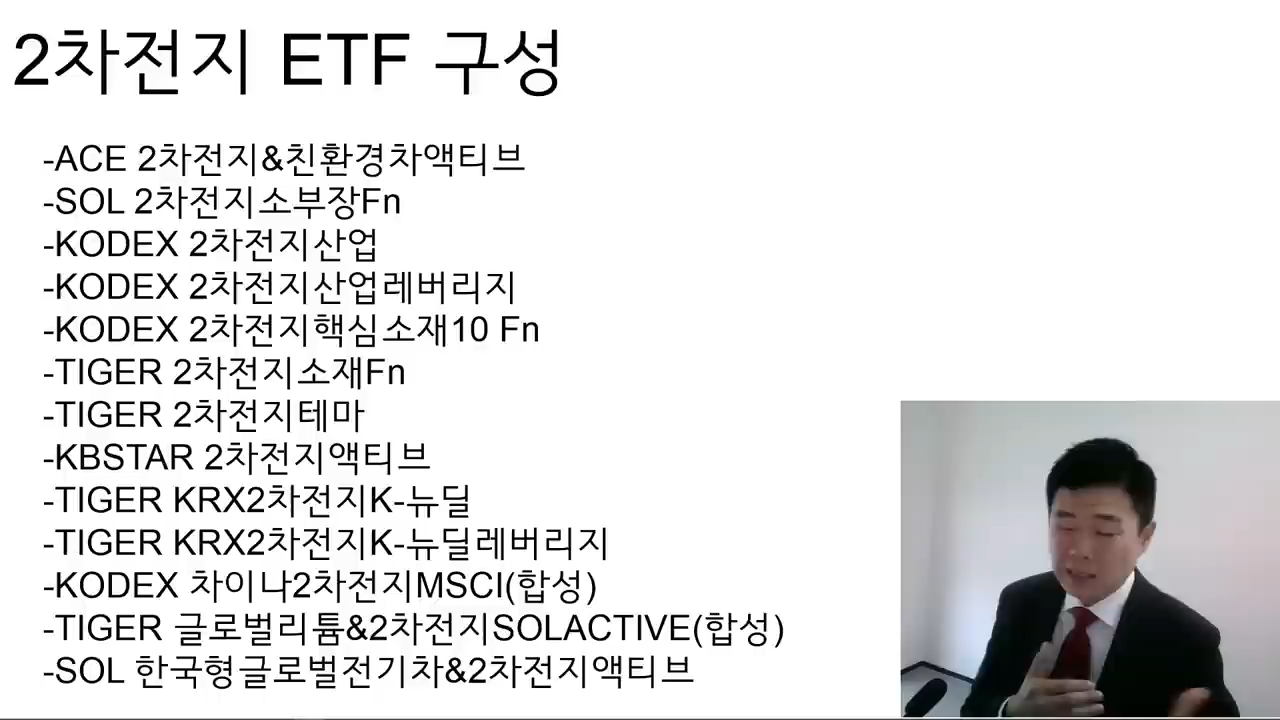 2차전지 ETF 구성
-ACE 2차전지&친환경차액티브
-SOL 2차전지소부장Fn
-KODEX 2차전지산업
-KODEX 2차전지산업레버리지
-KODEX 2차전지핵심소재10 Fn
-TIGER 2차전지소재Fn
-TIGER 2차전지테마
-KBSTAR 2차전지액티브
-TIGER KRX2차전지K-뉴딜
-TIGER KRX2차전지K-뉴딜레버리지
-KODEX 차이나2차전지MSCI(합성)
-TIGER 글로벌리튬&2차전지SOLACTIVE(합성)
-SOL 한국형글로벌전기차&2차전지액티브